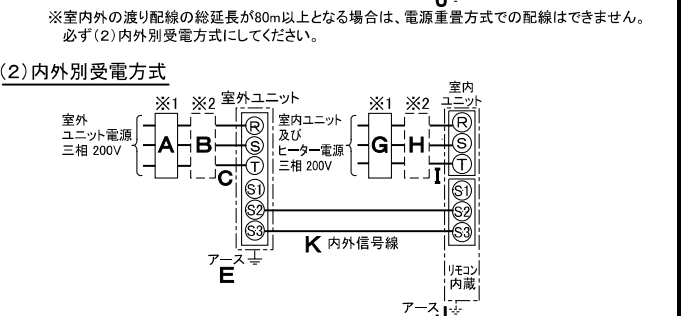 ※室内外の渡り配線の総延長が80m以上となる場合は、電源重畳方式での配線はできません。
必ず(2)内外別受電方式にしてください。
(2)内外別受電方式
※1 ※2 室外ユニット
室外
ユニット電源
三相 200V
A
B
C
R
S
T
S1
S2
S3
アース
E
※1 ※2
室内
ユニット
室内ユニット
及び
ヒーター電源
三相 200V
G
H
I
R
S
T
S1
S2
S3
K 内外信号線
リモコン
内蔵
アース